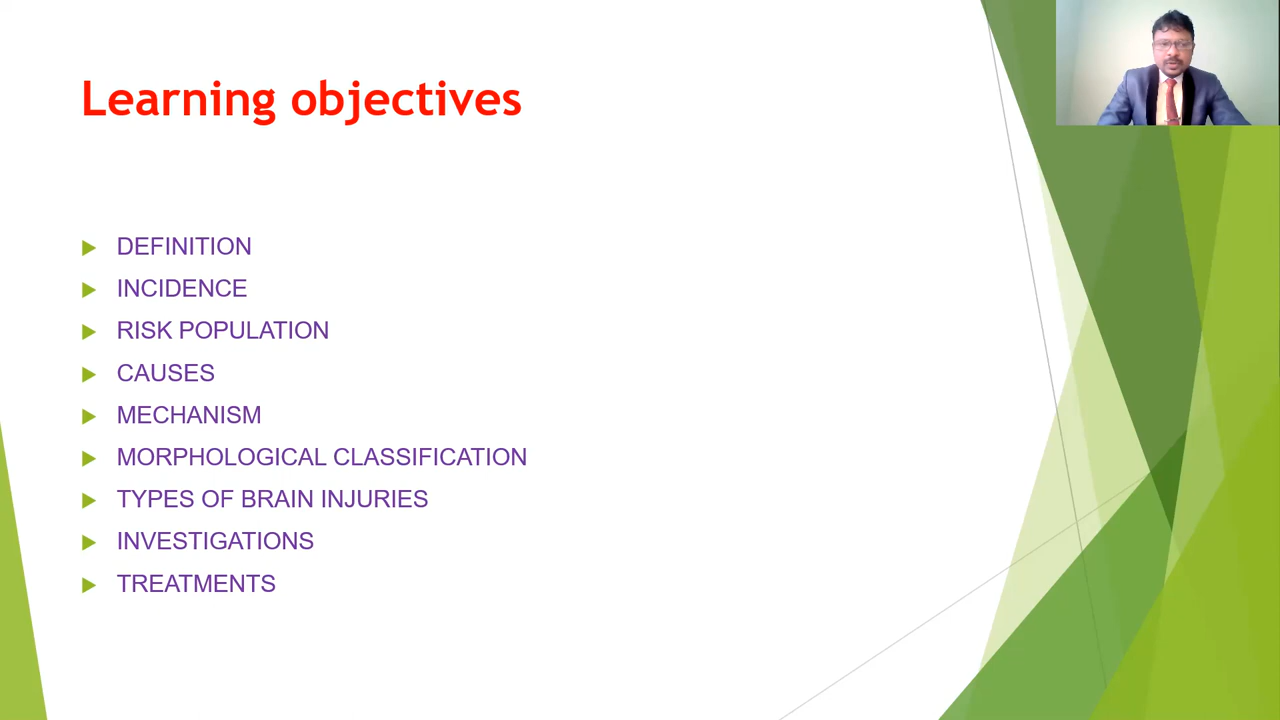 Learning objectives
DEFINITION
INCIDENCE
RISK POPULATION
CAUSES
MECHANISM
MORPHOLOGICAL CLASSIFICATION
TYPES OF BRAIN INJURIES
INVESTIGATIONS
TREATMENTS